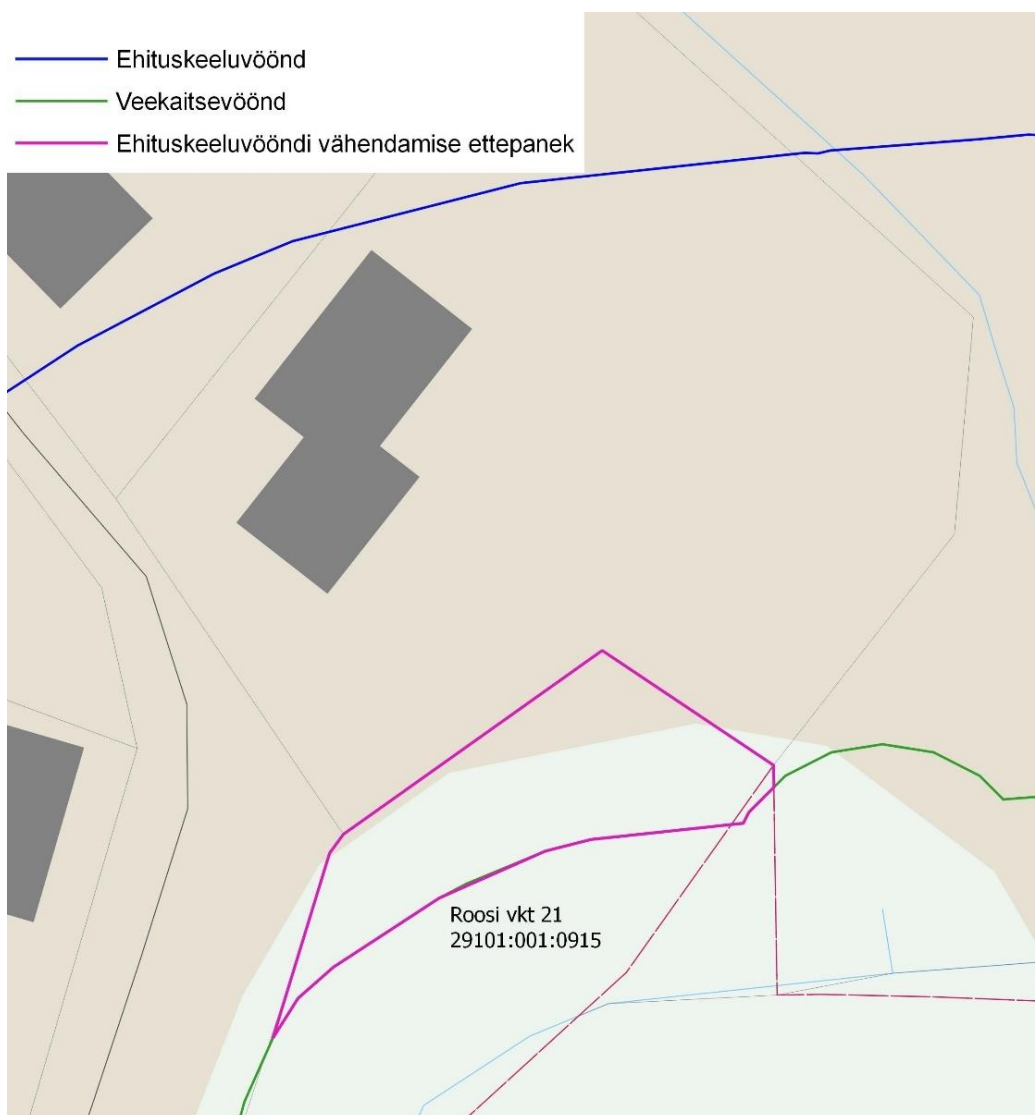 Ehituskeeluvöönd
Veekaitsevöönd
Ehituskeeluvööndi vähendamise ettepanek
Roosi vkt 21
29101:001:0915